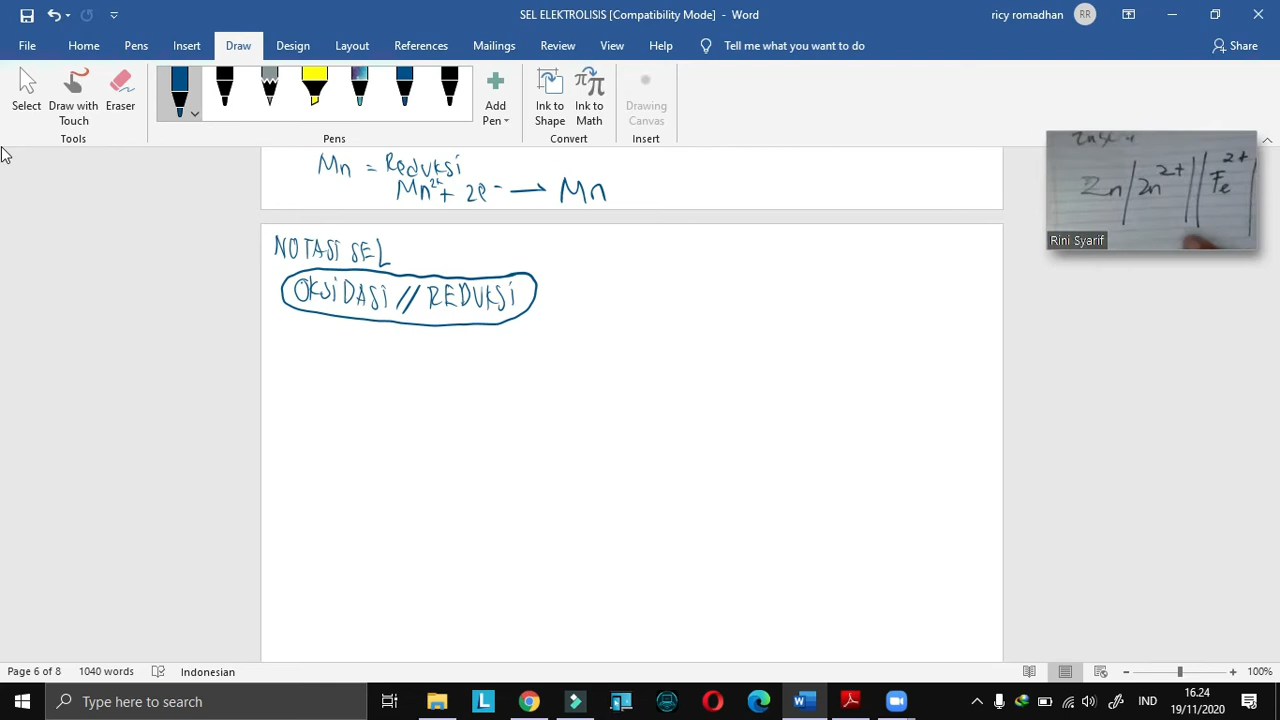 SEL ELEKTROLISIS [Compatibility Mode] - Word
ricy romadhan
RR
File Home Pens Insert Draw Design Layout References Mailings Review View Help Tell me what you want to do
Share
Select
Draw with Touch
Eraser
Add Pen
Ink to Shape
Ink to Math
Drawing Canvas
Tools
Pens
Convert
Insert
Mn = Reduksi
Mn²⁺ + 2e⁻ → Mn
NOTASI SEL
OKSiDASi // REDUKSi
Zn | Zn²⁺ || Fe²⁺ |
Rini Syarif
Page 6 of 8 1040 words Indonesian
100%
Type here to search
IND
16.24
19/11/2020